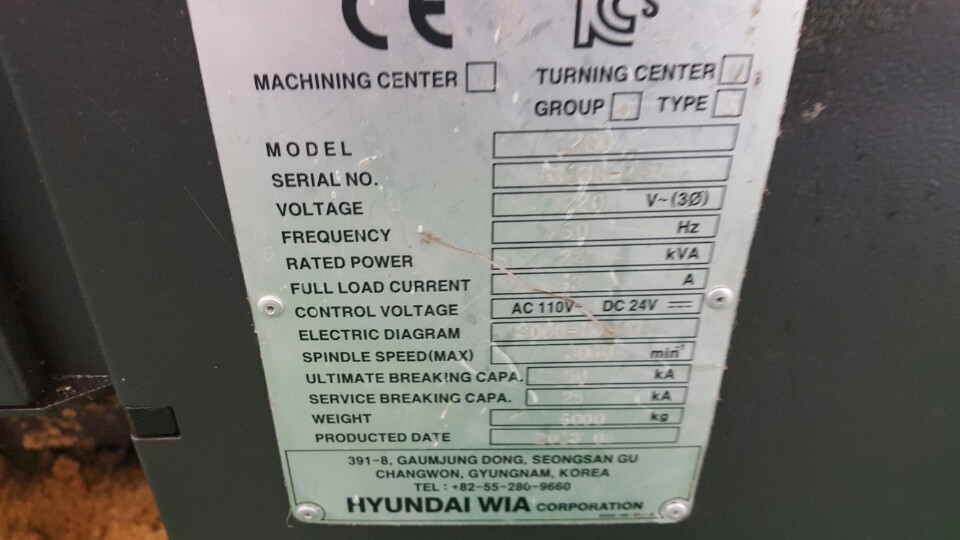 CE KCs
MACHINING CENTER TURNING CENTER
GROUP TYPE
MODEL
SERIAL NO.
VOLTAGE 220 V~(3Ø)
FREQUENCY 60 Hz
RATED POWER kVA
FULL LOAD CURRENT A
CONTROL VOLTAGE AC 110V~ DC 24V
ELECTRIC DIAGRAM
SPINDLE SPEED(MAX) min⁻¹
ULTIMATE BREAKING CAPA. kA
SERVICE BREAKING CAPA. 25 kA
WEIGHT 5000 kg
PRODUCTED DATE
391-8, GAUMJUNG DONG, SEONGSAN GU
CHANGWON, GYUNGNAM, KOREA
TEL : +82-55-280-9660
HYUNDAI WIA CORPORATION